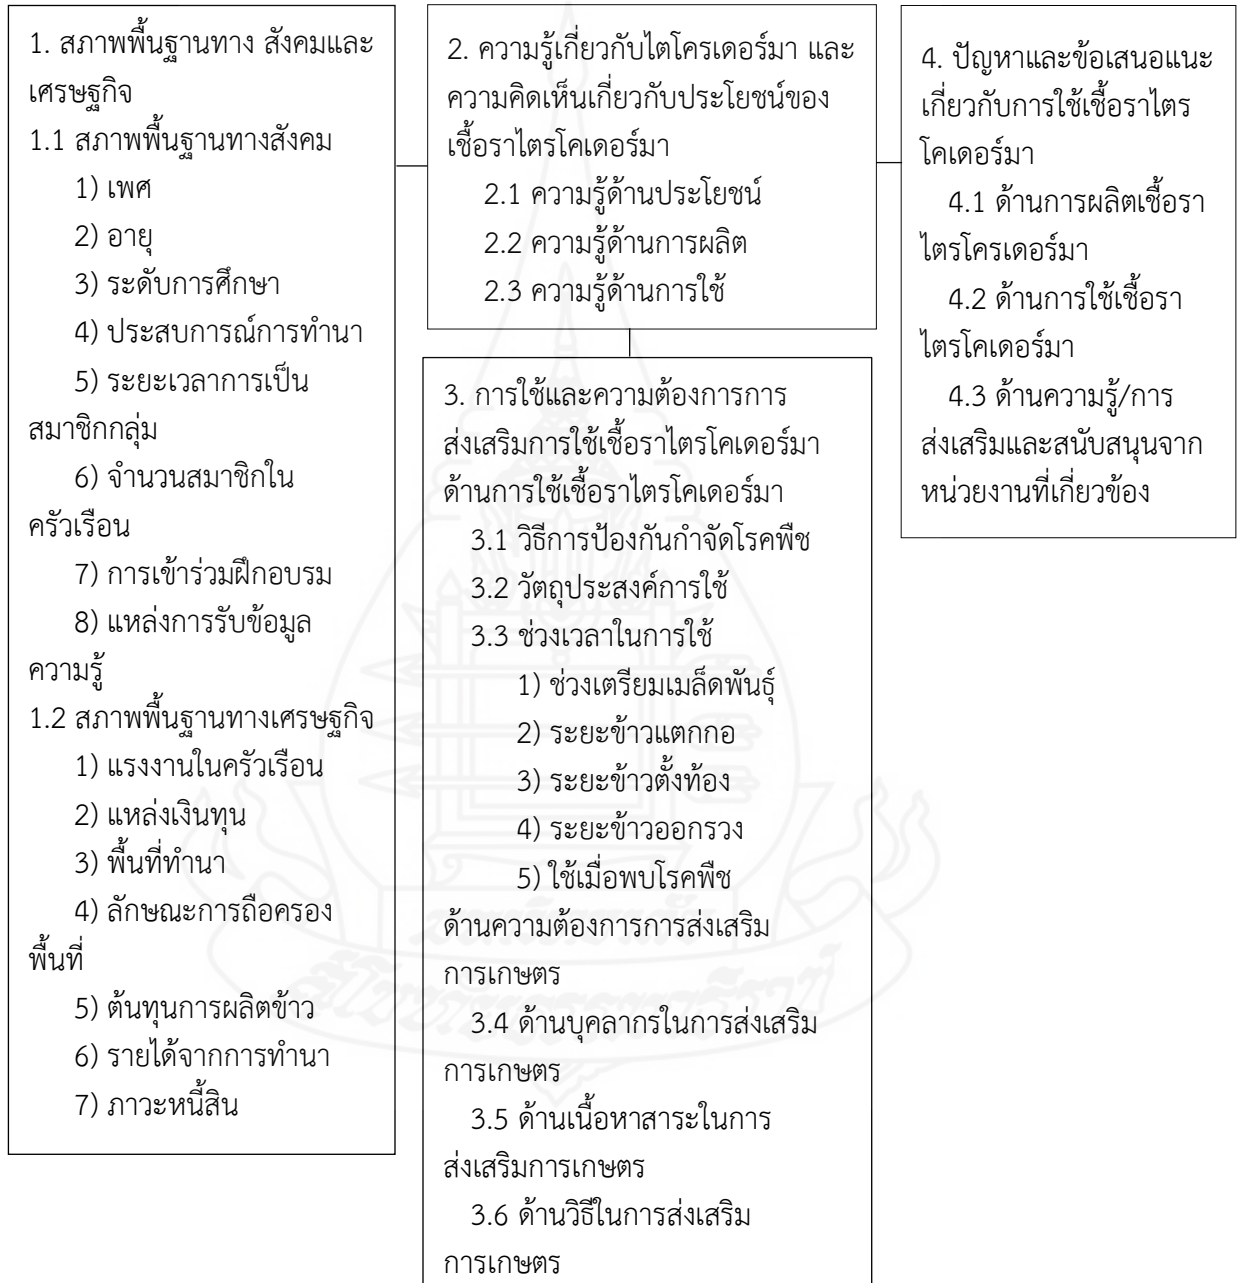 1. สภาพพื้นฐานทาง สังคมและ
เศรษฐกิจ
1.1 สภาพพื้นฐานทางสังคม
1) เพศ
2) อายุ
3) ระดับการศึกษา
4) ประสบการณ์การทำนา
5) ระยะเวลาการเป็น
สมาชิกกลุ่ม
6) จำนวนสมาชิกใน
ครัวเรือน
7) การเข้าร่วมฝึกอบรม
8) แหล่งการรับข้อมูล
ความรู้
1.2 สภาพพื้นฐานทางเศรษฐกิจ
1) แรงงานในครัวเรือน
2) แหล่งเงินทุน
3) พื้นที่ทำนา
4) ลักษณะการถือครอง
พื้นที่
5) ต้นทุนการผลิตข้าว
6) รายได้จากการทำนา
7) ภาวะหนี้สิน
2. ความรู้เกี่ยวกับไตโครเดอร์มา และ
ความคิดเห็นเกี่ยวกับประโยชน์ของ
เชื้อราไตรโคเดอร์มา
2.1 ความรู้ด้านประโยชน์
2.2 ความรู้ด้านการผลิต
2.3 ความรู้ด้านการใช้
3. การใช้และความต้องการการ
ส่งเสริมการใช้เชื้อราไตรโคเดอร์มา
ด้านการใช้เชื้อราไตรโคเดอร์มา
3.1 วิธีการป้องกันกำจัดโรคพืช
3.2 วัตถุประสงค์การใช้
3.3 ช่วงเวลาในการใช้
1) ช่วงเตรียมเมล็ดพันธุ์
2) ระยะข้าวแตกกอ
3) ระยะข้าวตั้งท้อง
4) ระยะข้าวออกรวง
5) ใช้เมื่อพบโรคพืช
ด้านความต้องการการส่งเสริม
การเกษตร
3.4 ด้านบุคลากรในการส่งเสริม
การเกษตร
3.5 ด้านเนื้อหาสาระในการ
ส่งเสริมการเกษตร
3.6 ด้านวิธีในการส่งเสริม
การเกษตร
4. ปัญหาและข้อเสนอแนะ
เกี่ยวกับการใช้เชื้อราไตร
โคเดอร์มา
4.1 ด้านการผลิตเชื้อรา
ไตรโครเดอร์มา
4.2 ด้านการใช้เชื้อรา
ไตรโคเดอร์มา
4.3 ด้านความรู้/การ
ส่งเสริมและสนับสนุนจาก
หน่วยงานที่เกี่ยวข้อง